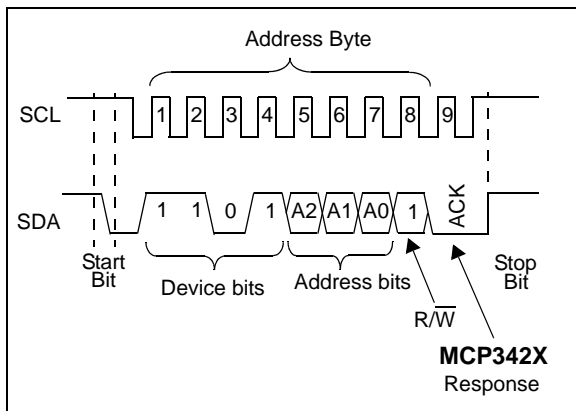 Address Byte
SCL 1 2 3 4 5 6 7 8 9
SDA 1 1 0 1 A2 A1 A0 1 ACK
Start Bit
Device bits
Address bits
Stop Bit
R/W̅
MCP342X
Response